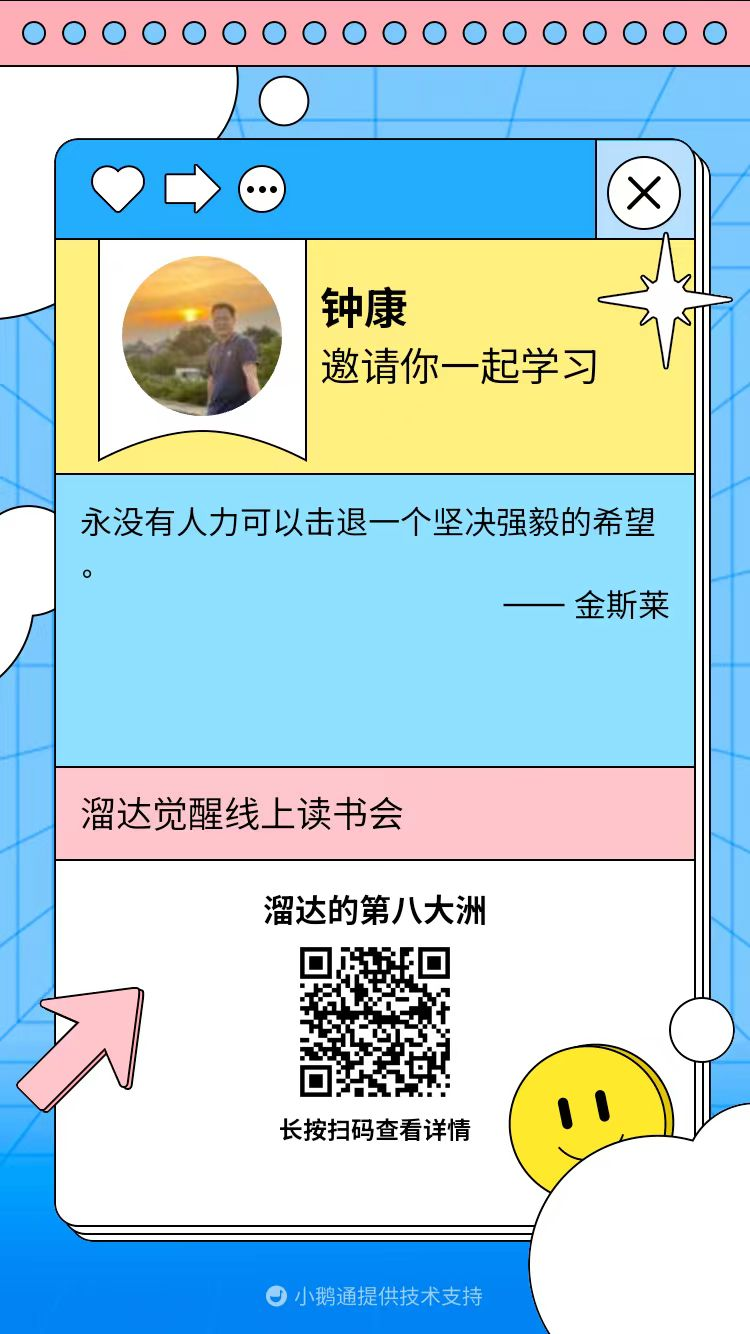 钟康
邀请你一起学习
永没有人力可以击退一个坚决强毅的希望
。
—— 金斯莱
溜达觉醒线上读书会
溜达的第八大洲
长按扫码查看详情
小鹅通提供技术支持